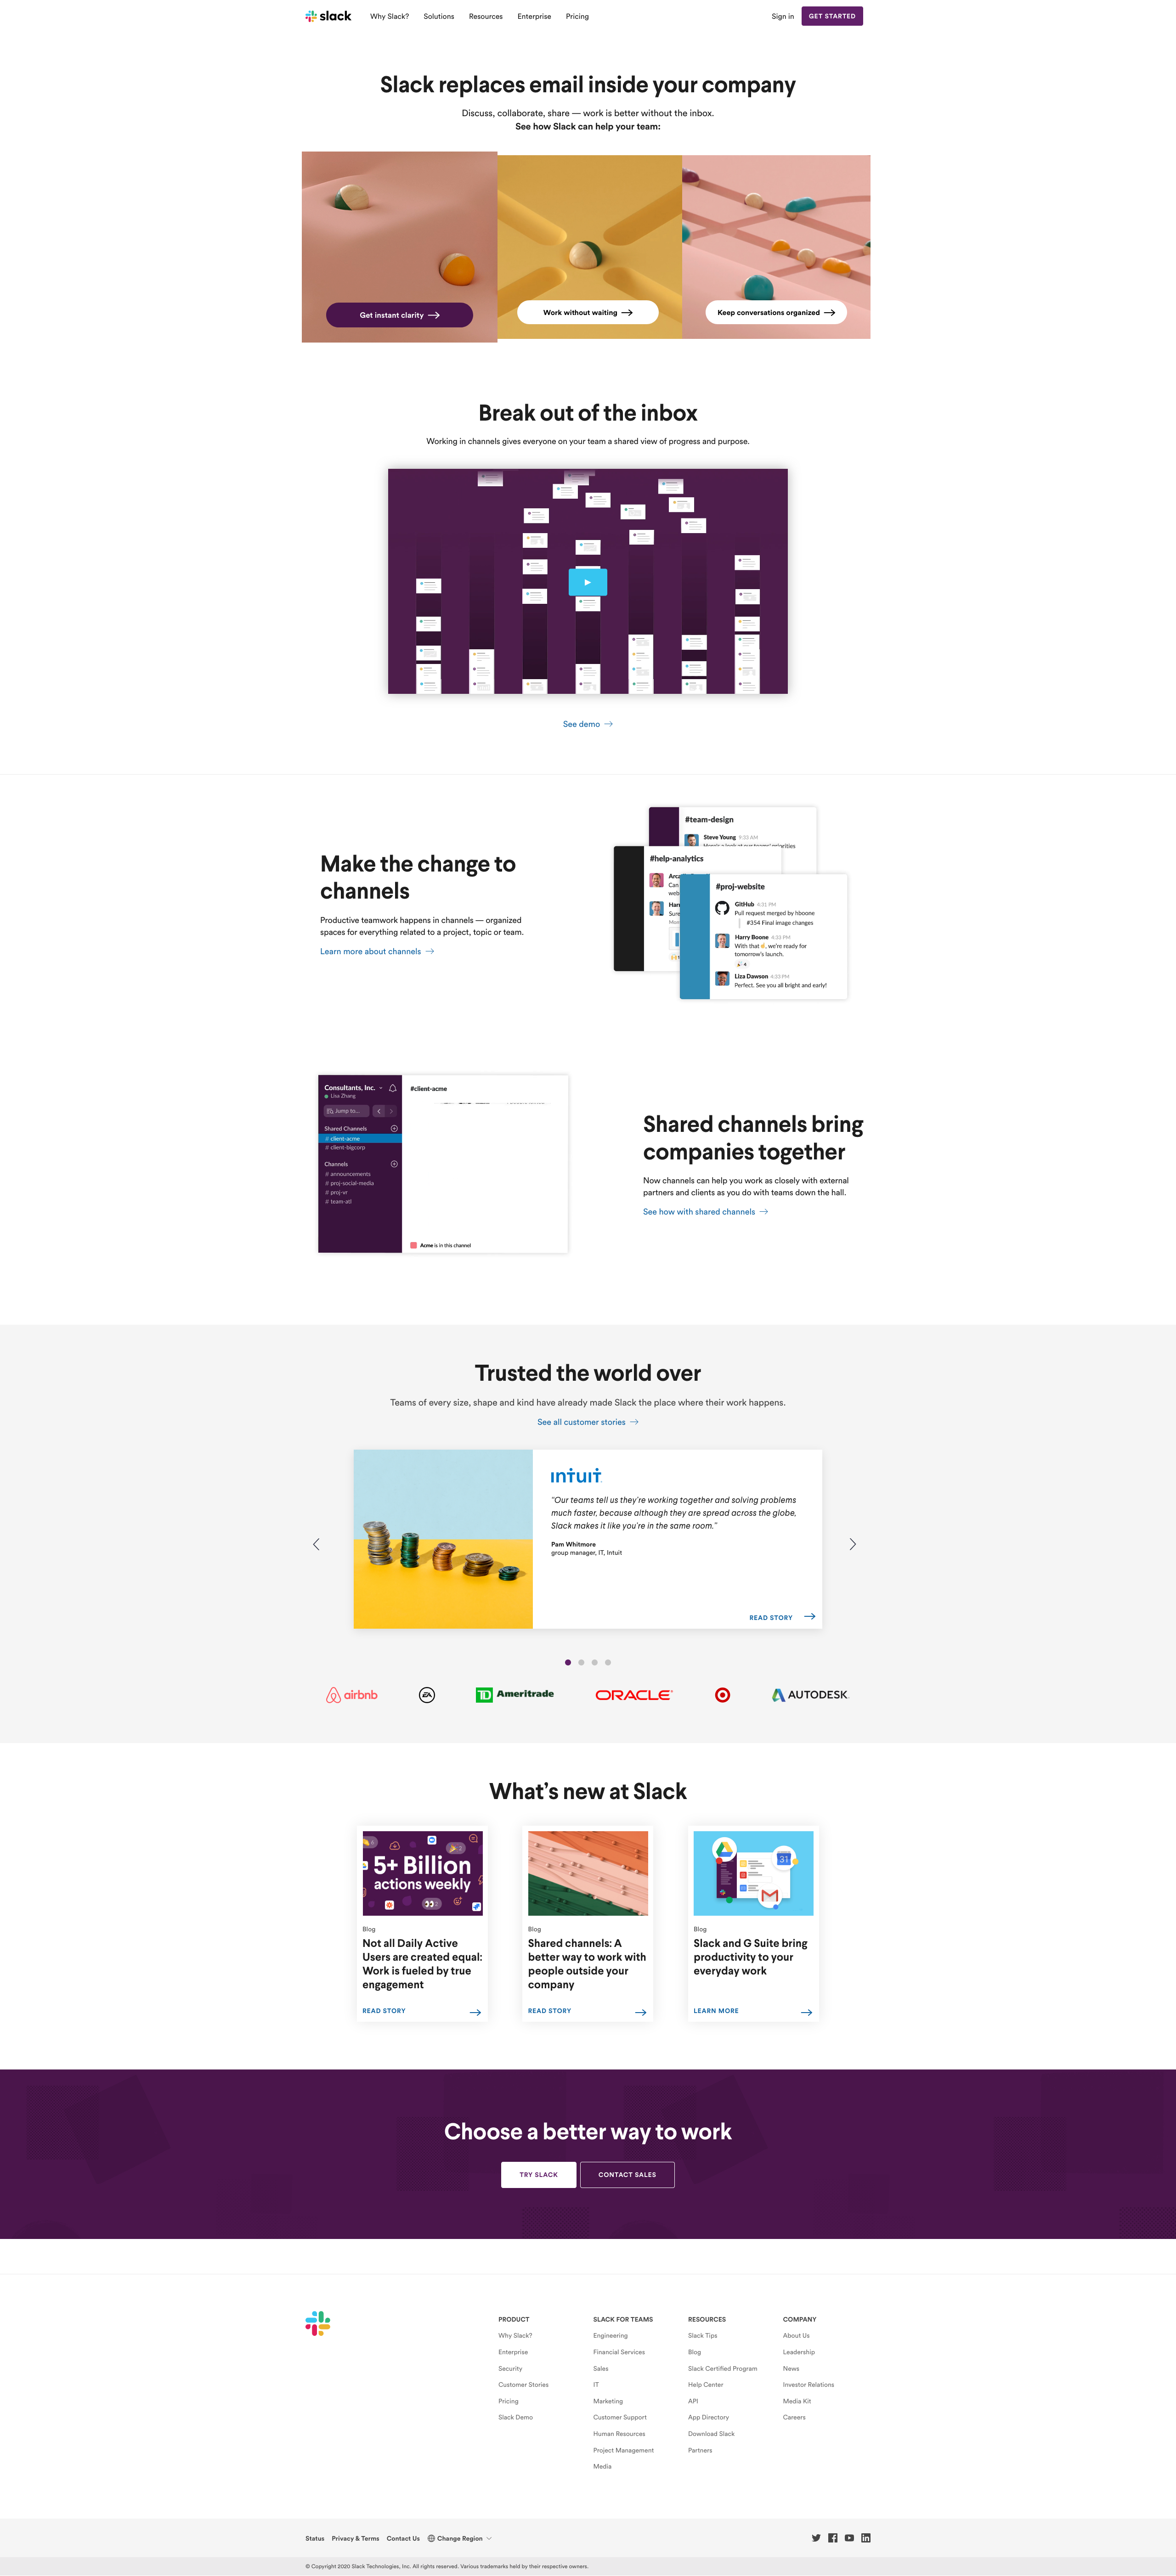 slack
Why Slack? Solutions Resources Enterprise Pricing
Sign in GET STARTED
Slack replaces email inside your company
Discuss, collaborate, share — work is better without the inbox.
See how Slack can help your team:
Get instant clarity
Work without waiting
Keep conversations organized
Break out of the inbox
Working in channels gives everyone on your team a shared view of progress and purpose.
See demo
Make the change to
channels
Productive teamwork happens in channels — organized
spaces for everything related to a project, topic or team.
Learn more about channels
#team-design
Steve Young 9:35 AM
#help-analytics
#proj-website
GitHub 4:31 PM
Pull request merged by hboone
#354 Final image changes
Harry Boone 4:33 PM
With that , we're ready for
tomorrow's launch.
4
Liza Dawson 4:33 PM
Perfect. See you all bright and early!
Consultants, Inc.
Lisa Zhang
Jump to...
Shared Channels
# client-acme
# client-bigcorp
Channels
# announcements
# proj-social-media
# proj-vr
# team-atl
#client-acme
Acme is in this channel
Shared channels bring
companies together
Now channels can help you work as closely with external
partners and clients as you do with teams down the hall.
See how with shared channels
Trusted the world over
Teams of every size, shape and kind have already made Slack the place where their work happens.
See all customer stories
intuit
"Our teams tell us they're working together and solving problems
much faster, because although they are spread across the globe,
Slack makes it like you're in the same room."
Pam Whitmore
group manager, IT, Intuit
READ STORY
airbnb
EA
TD Ameritrade
ORACLE
AUTODESK
What's new at Slack
5+ Billion
actions weekly
Blog
Not all Daily Active
Users are created equal:
Work is fueled by true
engagement
READ STORY
Blog
Shared channels: A
better way to work with
people outside your
company
READ STORY
31
Blog
Slack and G Suite bring
productivity to your
everyday work
LEARN MORE
Choose a better way to work
TRY SLACK
CONTACT SALES
PRODUCT
Why Slack?
Enterprise
Security
Customer Stories
Pricing
Slack Demo
SLACK FOR TEAMS
Engineering
Financial Services
Sales
IT
Marketing
Customer Support
Human Resources
Project Management
Media
RESOURCES
Slack Tips
Blog
Slack Certified Program
Help Center
API
App Directory
Download Slack
Partners
COMPANY
About Us
Leadership
News
Investor Relations
Media Kit
Careers
Status Privacy & Terms Contact Us Change Region
© Copyright 2020 Slack Technologies, Inc. All rights reserved. Various trademarks held by their respective owners.